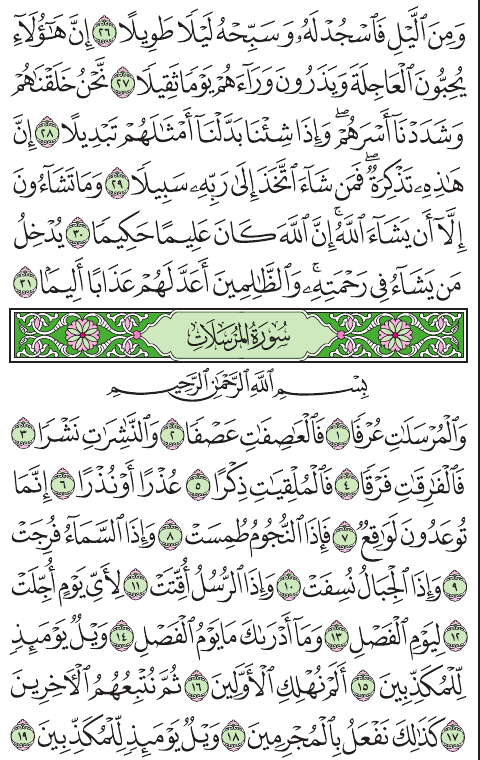 وَمِنَ ٱلَّيۡلِ فَٱسۡجُدۡ لَهُۥ وَسَبِّحۡهُ لَيۡلٗا طَوِيلًا ٢٦ إِنَّ هَٰٓؤُلَآءِ
يُحِبُّونَ ٱلۡعَاجِلَةَ وَيَذَرُونَ وَرَآءَهُمۡ يَوۡمٗا ثَقِيلٗا ٢٧ نَّحۡنُ خَلَقۡنَٰهُمۡ
وَشَدَدۡنَآ أَسۡرَهُمۡۖ وَإِذَا شِئۡنَا بَدَّلۡنَآ أَمۡثَٰلَهُمۡ تَبۡدِيلًا ٢٨ إِنَّ
هَٰذِهِۦ تَذۡكِرَةٞۖ فَمَن شَآءَ ٱتَّخَذَ إِلَىٰ رَبِّهِۦ سَبِيلٗا ٢٩ وَمَا تَشَآءُونَ
إِلَّآ أَن يَشَآءَ ٱللَّهُۚ إِنَّ ٱللَّهَ كَانَ عَلِيمًا حَكِيمٗا ٣٠ يُدۡخِلُ
مَن يَشَآءُ فِي رَحۡمَتِهِۦۚ وَٱلظَّٰلِمِينَ أَعَدَّ لَهُمۡ عَذَابًا أَلِيمَۢا ٣١
سُورَةُ المُرۡسَلَات
بِسۡمِ ٱللَّهِ ٱلرَّحۡمَٰنِ ٱلرَّحِيمِ
وَٱلۡمُرۡسَلَٰتِ عُرۡفٗا ١ فَٱلۡعَٰصِفَٰتِ عَصۡفٗا ٢ وَٱلنَّٰشِرَٰتِ نَشۡرٗا ٣
فَٱلۡفَٰرِقَٰتِ فَرۡقٗا ٤ فَٱلۡمُلۡقِيَٰتِ ذِكۡرًا ٥ عُذۡرًا أَوۡ نُذۡرًا ٦ إِنَّمَا
تُوعَدُونَ لَوَٰقِعٞ ٧ فَإِذَا ٱلنُّجُومُ طُمِسَتۡ ٨ وَإِذَا ٱلسَّمَآءُ فُرِجَتۡ
٩ وَإِذَا ٱلۡجِبَالُ نُسِفَتۡ ١٠ وَإِذَا ٱلرُّسُلُ أُقِّتَتۡ ١١ لِأَيِّ يَوۡمٍ أُجِّلَتۡ
١٢ لِيَوۡمِ ٱلۡفَصۡلِ ١٣ وَمَآ أَدۡرَىٰكَ مَا يَوۡمُ ٱلۡفَصۡلِ ١٤ وَيۡلٞ يَوۡمَئِذٖ
لِّلۡمُكَذِّبِينَ ١٥ أَلَمۡ نُهۡلِكِ ٱلۡأَوَّلِينَ ١٦ ثُمَّ نُتۡبِعُهُمُ ٱلۡأٓخِرِينَ
١٧ كَذَٰلِكَ نَفۡعَلُ بِٱلۡمُجۡرِمِينَ ١٨ وَيۡلٞ يَوۡمَئِذٖ لِّلۡمُكَذِّبِينَ ١٩